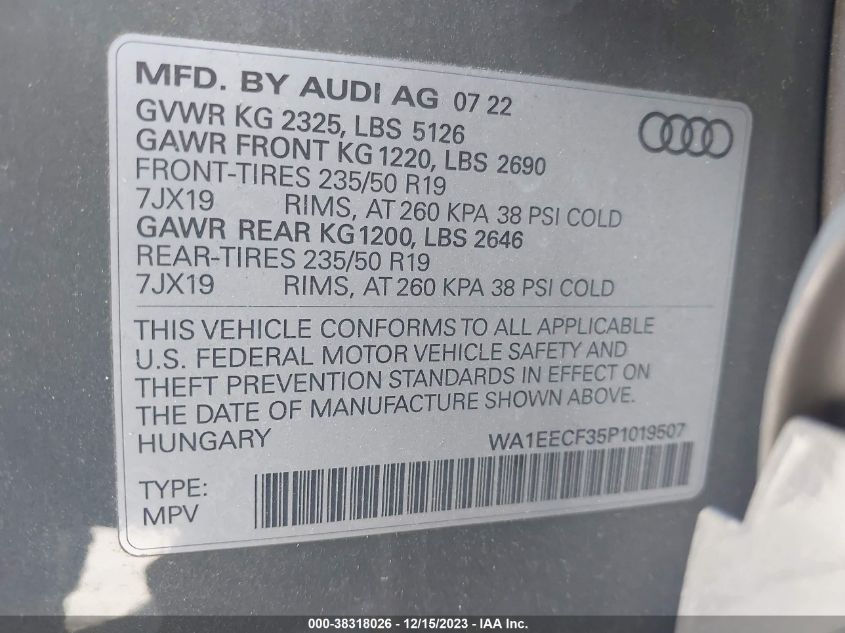 MFD. BY AUDI AG 07 22
GVWR KG 2325, LBS 5126
GAWR FRONT KG 1220, LBS 2690
FRONT-TIRES 235/50 R19
7JX19 RIMS, AT 260 KPA 38 PSI COLD
GAWR REAR KG 1200, LBS 2646
REAR-TIRES 235/50 R19
7JX19 RIMS, AT 260 KPA 38 PSI COLD
THIS VEHICLE CONFORMS TO ALL APPLICABLE
U.S. FEDERAL MOTOR VEHICLE SAFETY AND
THEFT PREVENTION STANDARDS IN EFFECT ON
THE DATE OF MANUFACTURE SHOWN ABOVE.
HUNGARY WA1EECF35P1019507
TYPE:
MPV
000-38318026 - 12/15/2023 - IAA Inc.